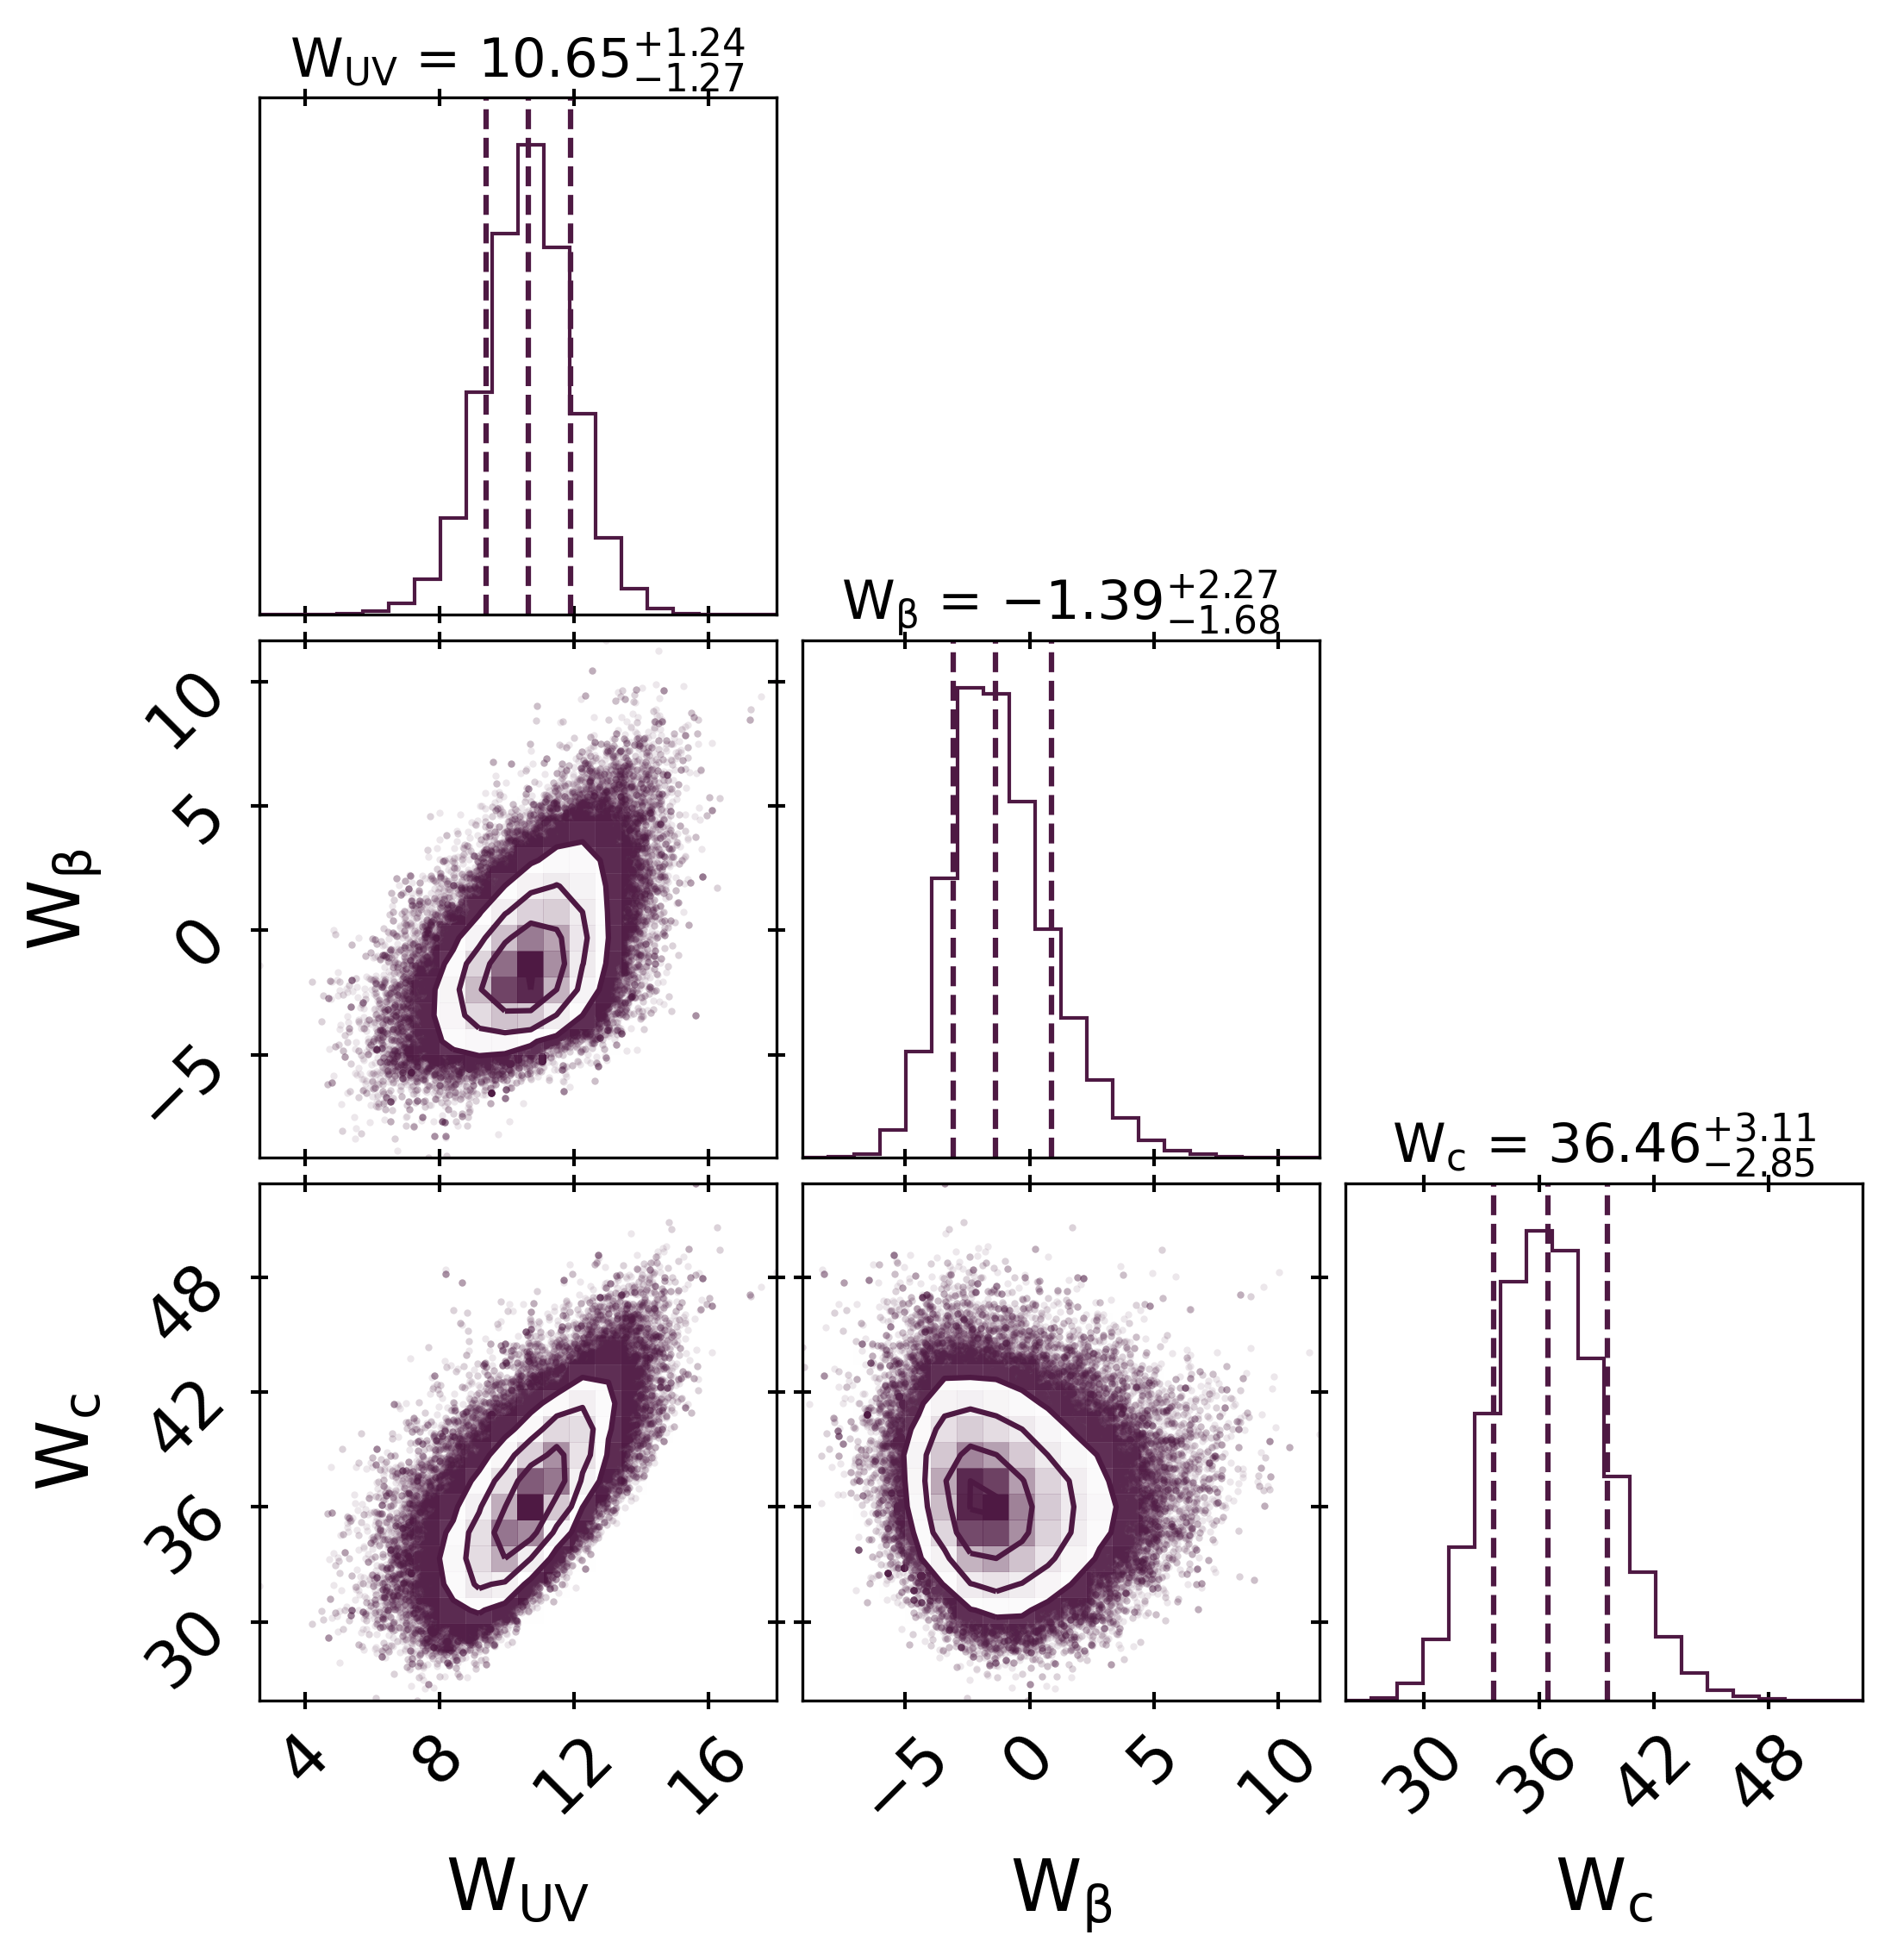 W_UV = 10.65^{+1.24}_{−1.27}
W_β = −1.39^{+2.27}_{−1.68}
10
5
0
−5
W_β
W_c = 36.46^{+3.11}_{−2.85}
48
42
36
30
W_c
4 8 12 16 −5 0 5 10 30 36 42 48
W_UV W_β W_c